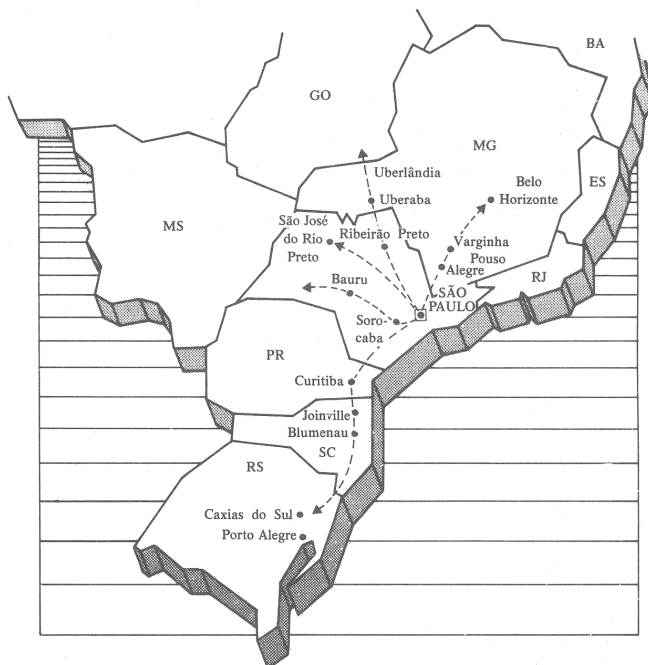 BA
GO
MG
Uberlândia
ES
Uberaba
Belo
Horizonte
MS
São José
do Rio
Preto
Ribeirão Preto
Varginha
Pouso
Alegre
RJ
Bauru
SÃO
PAULO
Soro-
caba
PR
Curitiba
Joinville
Blumenau
SC
RS
Caxias do Sul
Porto Alegre